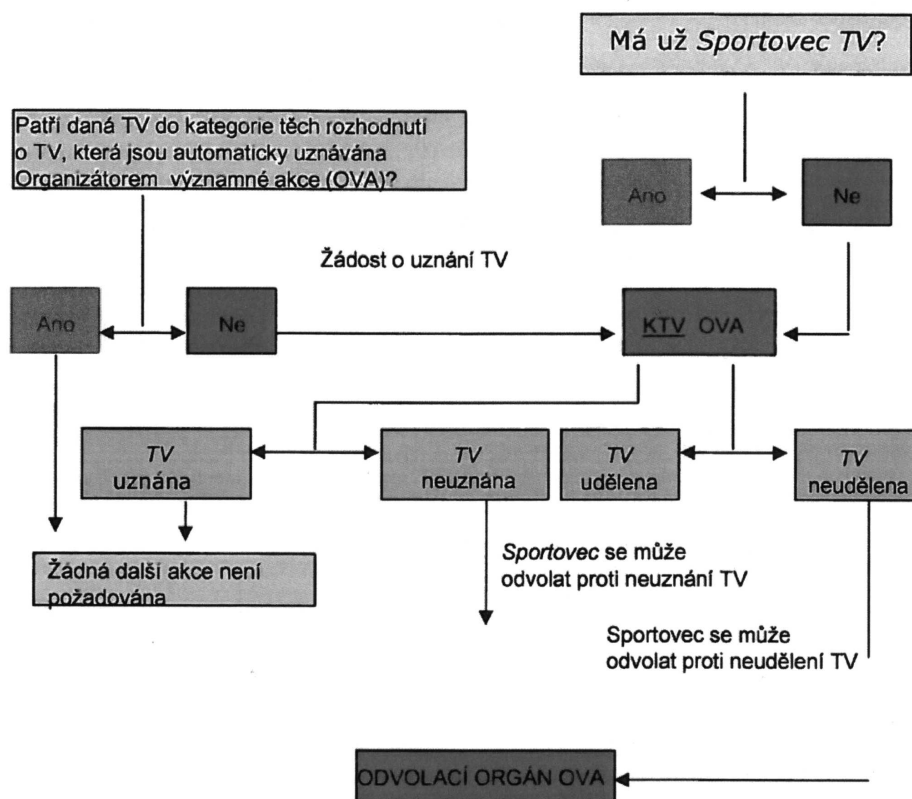 Má už Sportovec TV?
Patří daná TV do kategorie těch rozhodnutí
o TV, která jsou automaticky uznávána
Organizátorem významné akce (OVA)?
Ano
Ne
Žádost o uznání TV
Ano
Ne
KTV OVA
TV
uznána
TV
neuznána
TV
udělena
TV
neudělena
Žádná další akce není
požadována
Sportovec se může
odvolat proti neuznání TV
Sportovec se může
odvolat proti neudělení TV
ODVOLACÍ ORGÁN OVA